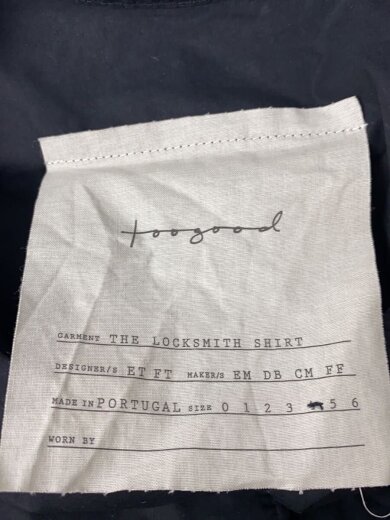 toogood
GARMENT THE LOCKSMITH SHIRT
DESIGNER/S ET FT MAKER/S EM DB CM FF
MADE IN PORTUGAL SIZE 0 1 2 3 5 6
WORN BY